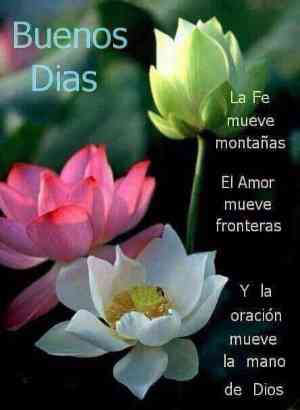 Buenos
Dias
La Fe
mueve
montañas
El Amor
mueve
fronteras
Y la
oración
mueve
la mano
de Dios